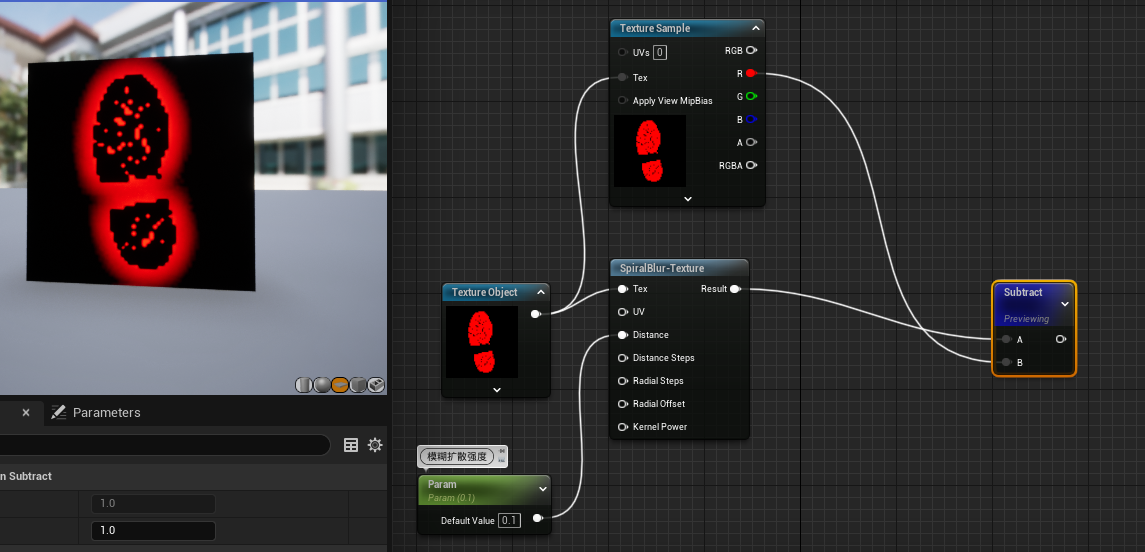 Texture Sample
UVs 0
RGB
Tex
R
Apply View MipBias
G
B
A
RGBA
SpiralBlur-Texture
Tex
Result
UV
Distance
Distance Steps
Radial Steps
Radial Offset
Kernel Power
Texture Object
Subtract
Previewing
A
B
模糊扩散强度
Param
Param (0.1)
Default Value 0.1
× Parameters
n Subtract
1.0
1.0